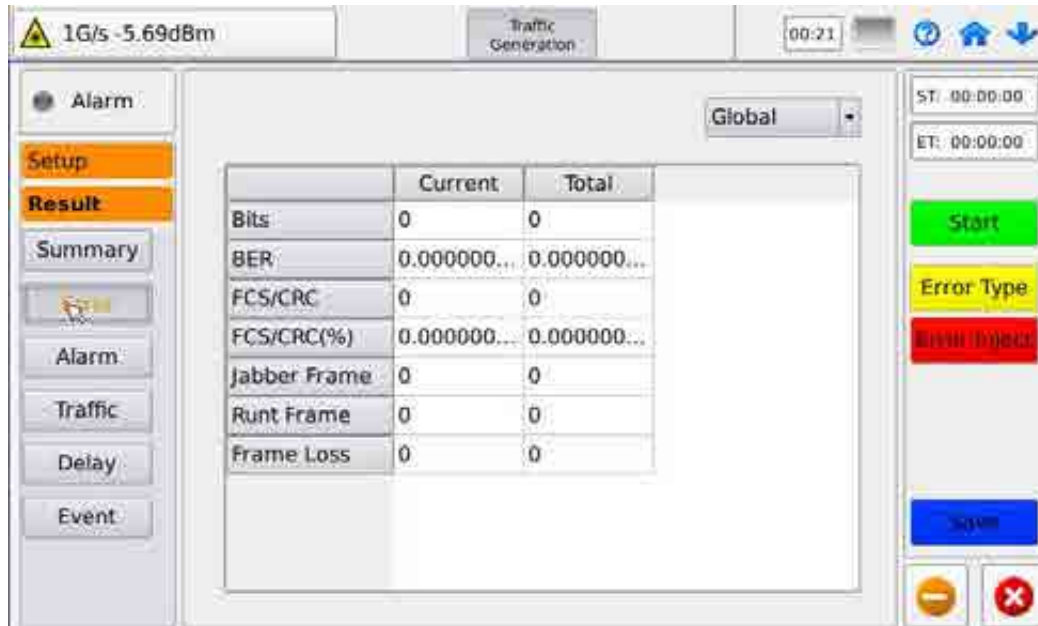 1G/s -5.69dBm
Traffic
Generation
00:21
Alarm
Setup
Result
Summary
Alarm
Traffic
Delay
Event
Global
Current Total
Bits 0 0
BER 0.000000... 0.000000...
FCS/CRC 0 0
FCS/CRC(%) 0.000000... 0.000000...
Jabber Frame 0 0
Runt Frame 0 0
Frame Loss 0 0
ST: 00:00:00
ET: 00:00:00
Start
Error Type
Error Inject
Save